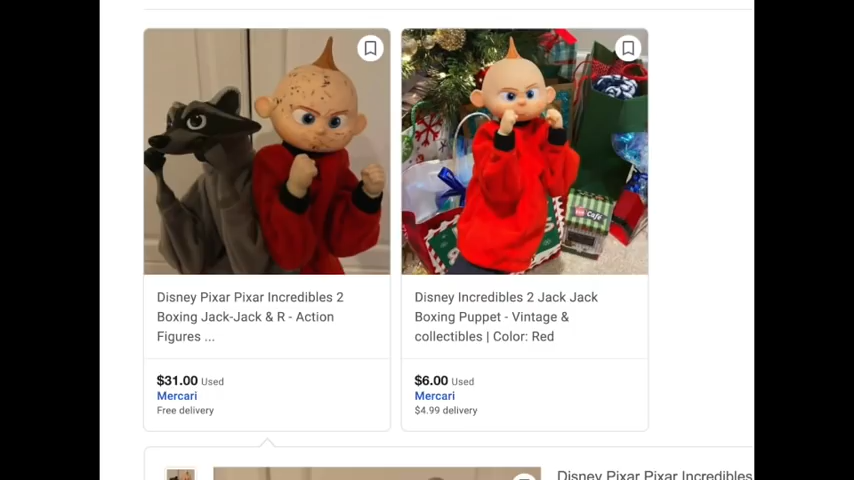 Disney Pixar Pixar Incredibles 2
Boxing Jack-Jack & R - Action
Figures ...
$31.00 Used
Mercari
Free delivery
Disney Incredibles 2 Jack Jack
Boxing Puppet - Vintage &
collectibles | Color: Red
$6.00 Used
Mercari
$4.99 delivery
Café
Disney Pixar Pixar Incredibles